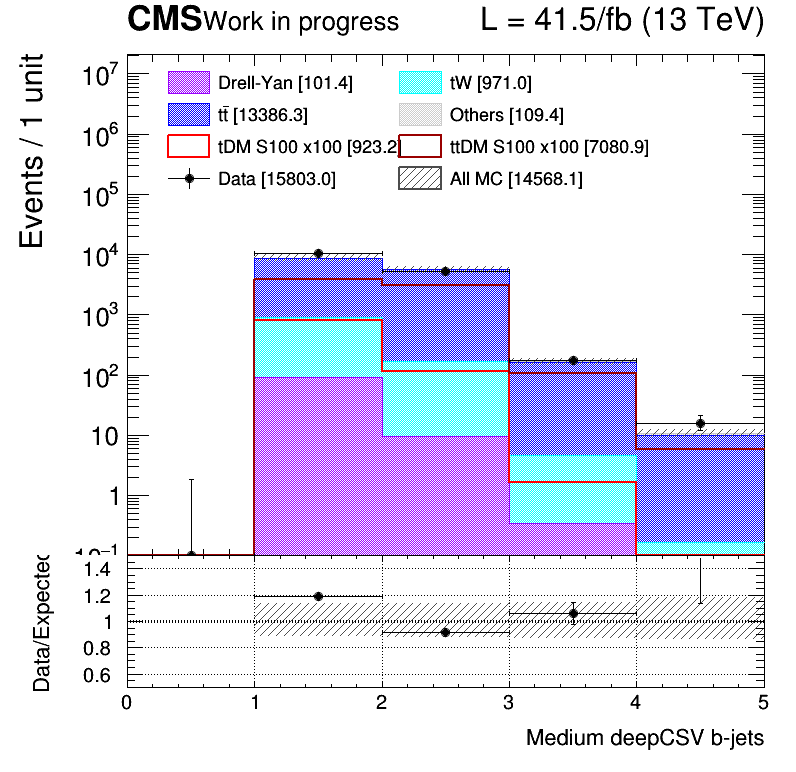 CMS Work in progress L = 41.5/fb (13 TeV)
Events / 1 unit
10⁷
10⁶
10⁵
10⁴
10³
10²
10
1
10⁻¹
Drell-Yan [101.4] tW [971.0]
tt̄ [13386.3] Others [109.4]
tDM S100 x100 [923.2] ttDM S100 x100 [7080.9]
Data [15803.0] All MC [14568.1]
Data/Expected
1.4
1.2
1
0.8
0.6
0 1 2 3 4 5
Medium deepCSV b-jets